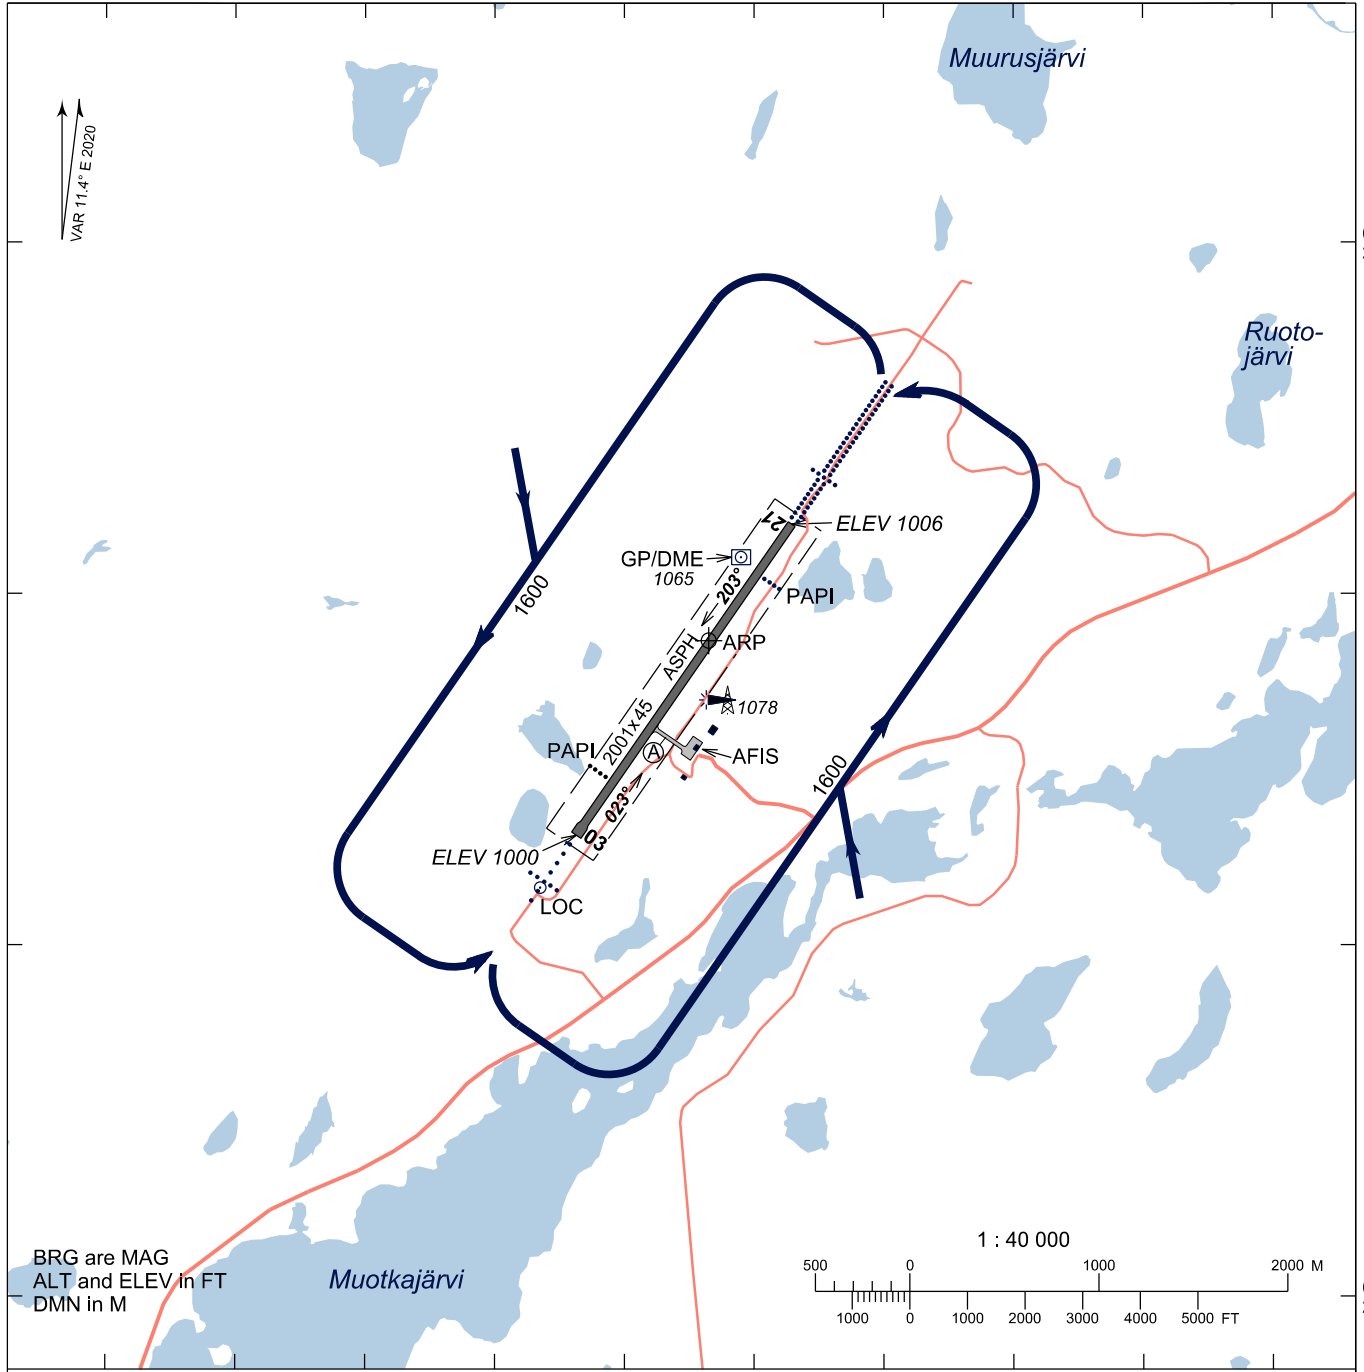 Muurusjärvi
VAR 11.4° E 2020
Ruoto-
järvi
21
ELEV 1006
GP/DME
1065
203°
PAPI
1600
ASPH
ARP
1078
2001x45
PAPI
A
AFIS
1600
023°
03
ELEV 1000
LOC
1 : 40 000
BRG are MAG
ALT and ELEV in FT
DMN in M
Muotkajärvi
500 0 1000 2000 M
1000 0 1000 2000 3000 4000 5000 FT